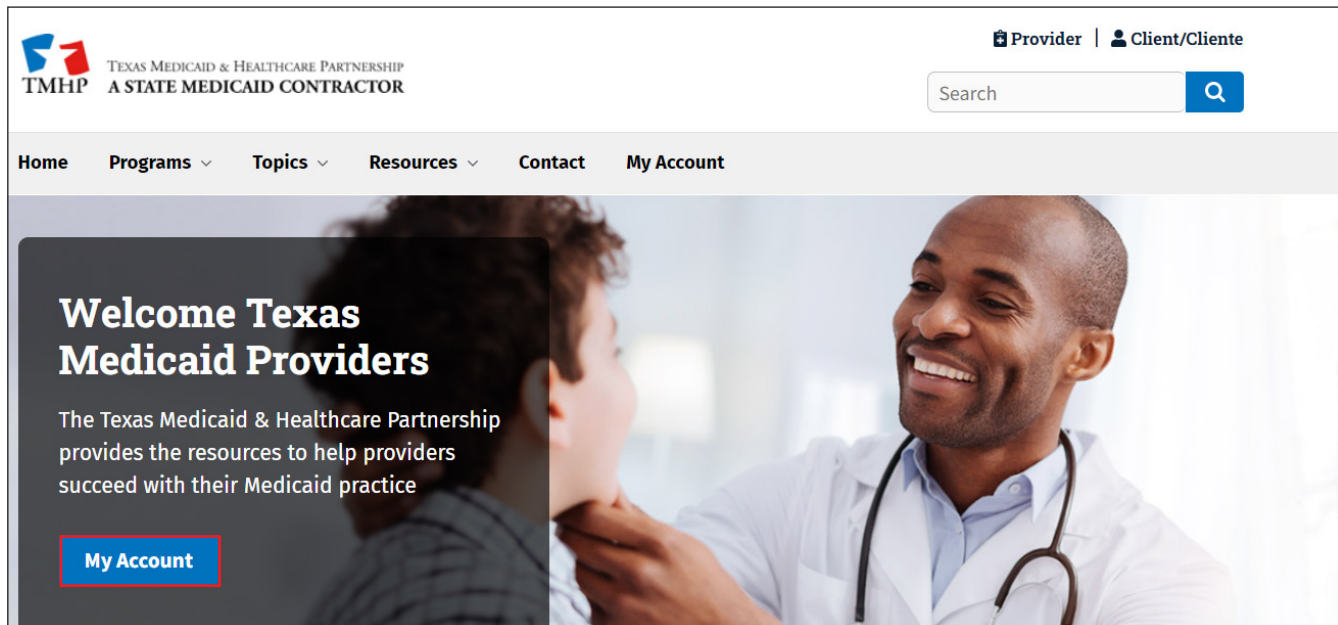 Provider | Client/Cliente
TMHP
TEXAS MEDICAID & HEALTHCARE PARTNERSHIP
A STATE MEDICAID CONTRACTOR
Search
Home Programs Topics Resources Contact My Account
Welcome Texas
Medicaid Providers
The Texas Medicaid & Healthcare Partnership
provides the resources to help providers
succeed with their Medicaid practice
My Account